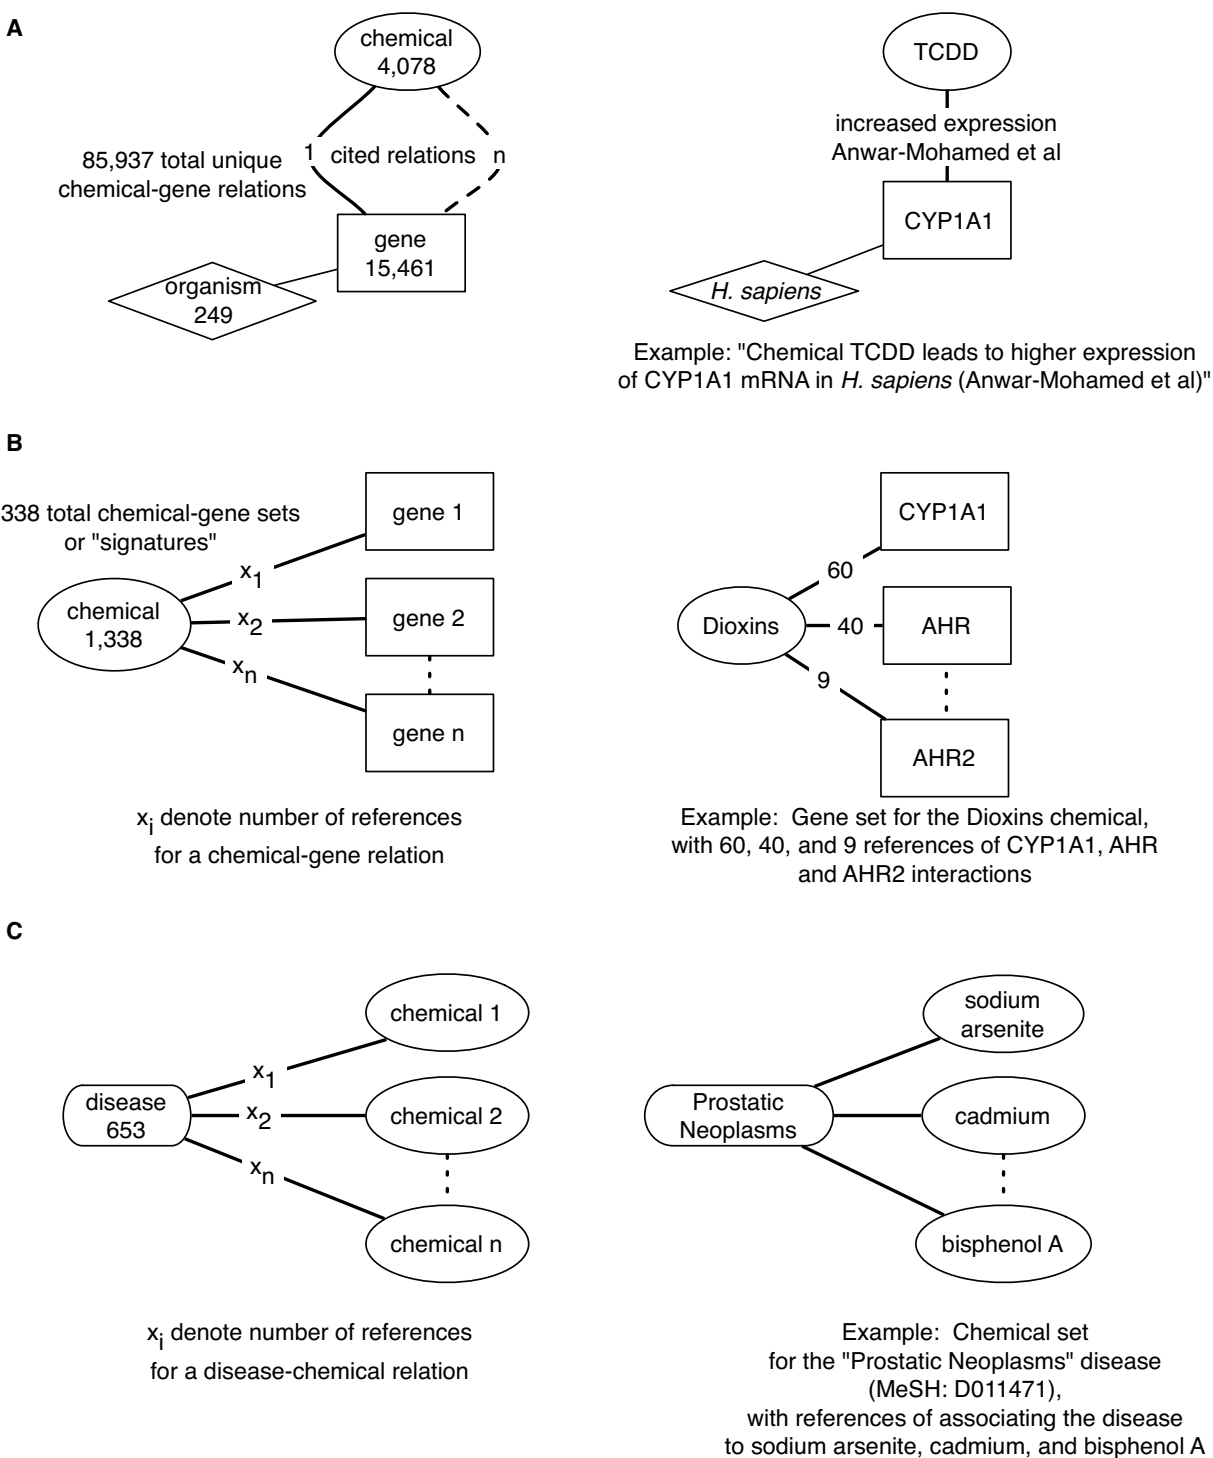 A
chemical
4,078
85,937 total unique
chemical-gene relations
1 cited relations n
gene
15,461
organism
249
TCDD
increased expression
Anwar-Mohamed et al
CYP1A1
H. sapiens
Example: "Chemical TCDD leads to higher expression
of CYP1A1 mRNA in H. sapiens (Anwar-Mohamed et al)"
B
338 total chemical-gene sets
or "signatures"
chemical
1,338
x1
x2
xn
gene 1
gene 2
gene n
xi denote number of references
for a chemical-gene relation
Dioxins
60
40
9
CYP1A1
AHR
AHR2
Example: Gene set for the Dioxins chemical,
with 60, 40, and 9 references of CYP1A1, AHR
and AHR2 interactions
C
disease
653
x1
x2
xn
chemical 1
chemical 2
chemical n
xi denote number of references
for a disease-chemical relation
Prostatic
Neoplasms
sodium
arsenite
cadmium
bisphenol A
Example: Chemical set
for the "Prostatic Neoplasms" disease
(MeSH: D011471),
with references of associating the disease
to sodium arsenite, cadmium, and bisphenol A